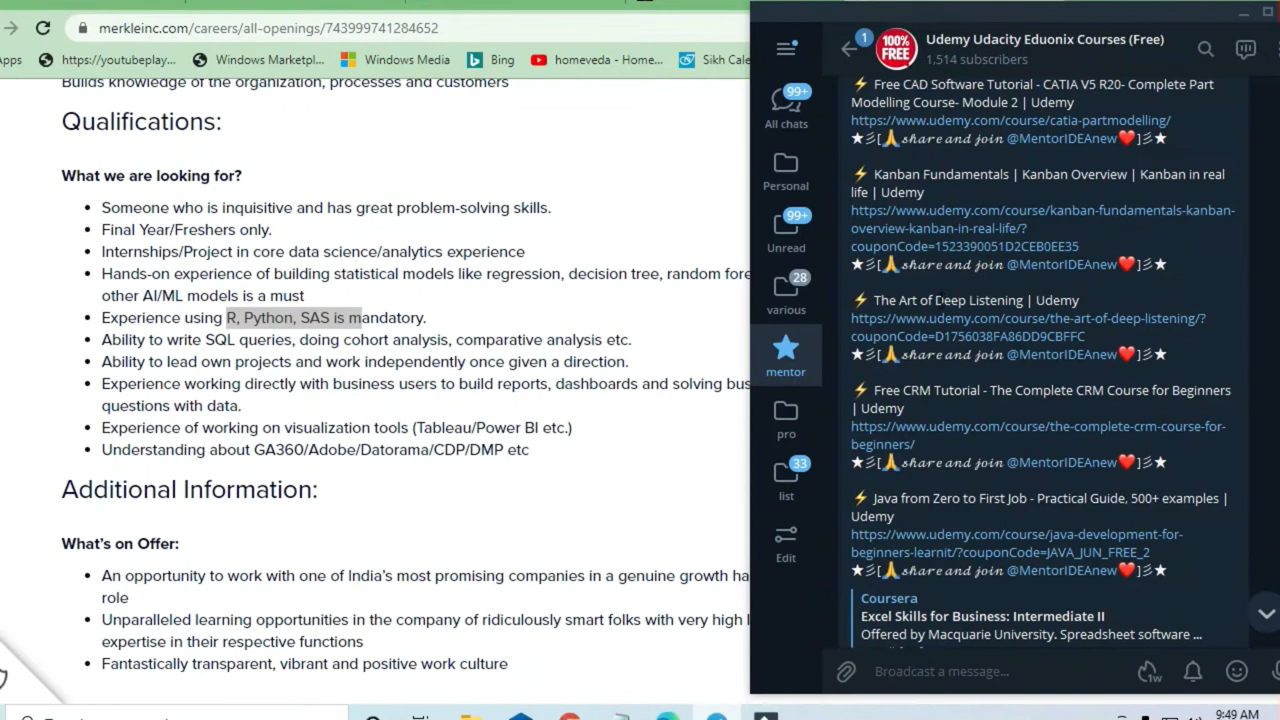 merkleinc.com/careers/all-openings/743999741284652
Apps
https://youtubeplay...
Windows Marketpl...
Windows Media
Bing
homeveda - Home...
Sikh Cale
Builds knowledge of the organization, processes and customers
Qualifications:
What we are looking for?
• Someone who is inquisitive and has great problem-solving skills.
• Final Year/Freshers only.
• Internships/Project in core data science/analytics experience
• Hands-on experience of building statistical models like regression, decision tree, random fore
other AI/ML models is a must
• Experience using R, Python, SAS is mandatory.
• Ability to write SQL queries, doing cohort analysis, comparative analysis etc.
• Ability to lead own projects and work independently once given a direction.
• Experience working directly with business users to build reports, dashboards and solving bus
questions with data.
• Experience of working on visualization tools (Tableau/Power BI etc.)
• Understanding about GA360/Adobe/Datorama/CDP/DMP etc
Additional Information:
What's on Offer:
• An opportunity to work with one of India's most promising companies in a genuine growth ha
role
• Unparalleled learning opportunities in the company of ridiculously smart folks with very high l
expertise in their respective functions
• Fantastically transparent, vibrant and positive work culture
99+
All chats
Personal
99+
Unread
28
various
mentor
pro
33
list
Edit
1
100%
FREE
Udemy Udacity Eduonix Courses (Free)
1,514 subscribers
⚡ Free CAD Software Tutorial - CATIA V5 R20- Complete Part
Modelling Course- Module 2 | Udemy
https://www.udemy.com/course/catia-partmodelling/
★彡[🙏𝓼𝓱𝓪𝓻𝓮 𝓪𝓷𝓭 𝓳𝓸𝓲𝓷 @MentorIDEAnew❤️]彡★
⚡ Kanban Fundamentals | Kanban Overview | Kanban in real
life | Udemy
https://www.udemy.com/course/kanban-fundamentals-kanban-
overview-kanban-in-real-life/?
couponCode=1523390051D2CEB0EE35
★彡[🙏𝓼𝓱𝓪𝓻𝓮 𝓪𝓷𝓭 𝓳𝓸𝓲𝓷 @MentorIDEAnew❤️]彡★
⚡ The Art of Deep Listening | Udemy
https://www.udemy.com/course/the-art-of-deep-listening/?
couponCode=D1756038FA86DD9CBFFC
★彡[🙏𝓼𝓱𝓪𝓻𝓮 𝓪𝓷𝓭 𝓳𝓸𝓲𝓷 @MentorIDEAnew❤️]彡★
⚡ Free CRM Tutorial - The Complete CRM Course for Beginners
| Udemy
https://www.udemy.com/course/the-complete-crm-course-for-
beginners/
★彡[🙏𝓼𝓱𝓪𝓻𝓮 𝓪𝓷𝓭 𝓳𝓸𝓲𝓷 @MentorIDEAnew❤️]彡★
⚡ Java from Zero to First Job - Practical Guide, 500+ examples |
Udemy
https://www.udemy.com/course/java-development-for-
beginners-learnit/?couponCode=JAVA_JUN_FREE_2
★彡[🙏𝓼𝓱𝓪𝓻𝓮 𝓪𝓷𝓭 𝓳𝓸𝓲𝓷 @MentorIDEAnew❤️]彡★
Coursera
Excel Skills for Business: Intermediate II
Offered by Macquarie University. Spreadsheet software ...
Broadcast a message...
1w
9:49 AM